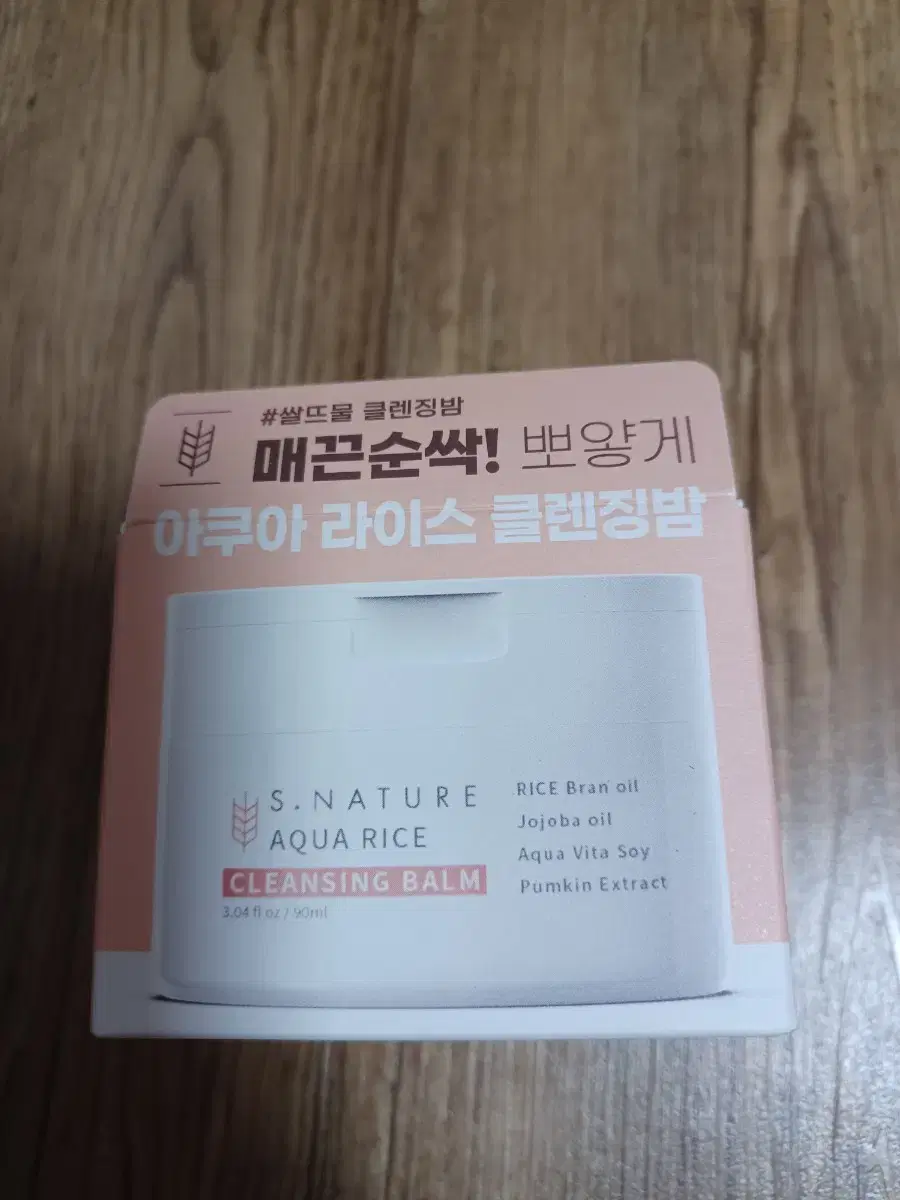 #쌀뜨물 클렌징밤
매끈순싹! 뽀얗게
아쿠아 라이스 클렌징밤
S.NATURE
AQUA RICE
CLEANSING BALM
3.04 fl oz / 90ml
RICE Bran oil
Jojoba oil
Aqua Vita Soy
Pumkin Extract